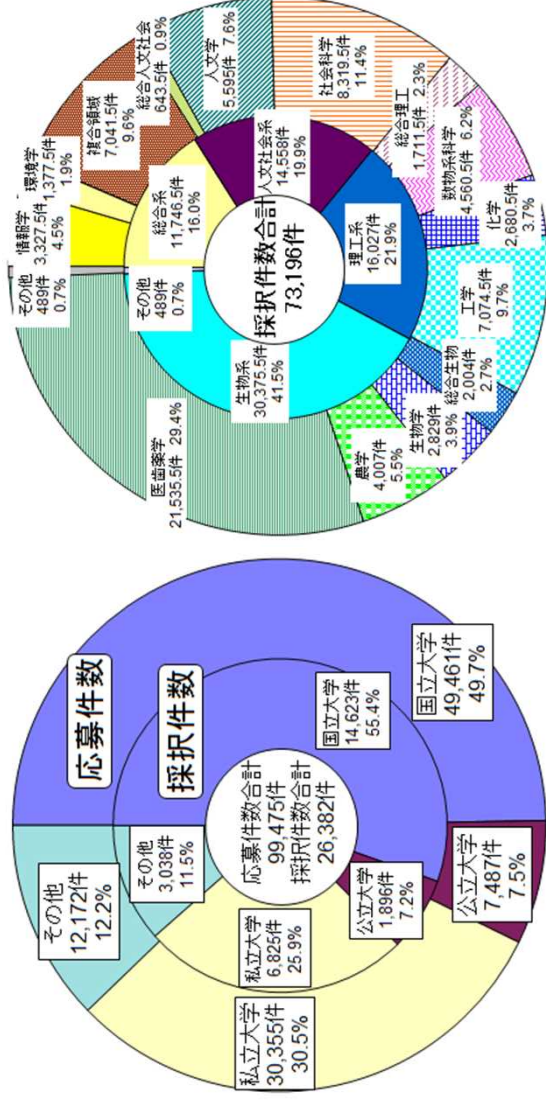 応募件数
採択件数
その他
12,172件
12.2%
その他
3,038件
11.5%
応募件数合計
99,475件
採択件数合計
26,382件
国立大学
14,623件
55.4%
国立大学
49,461件
49.7%
公立大学
1,896件
7.2%
公立大学
7,487件
7.5%
私立大学
6,825件
25.9%
私立大学
30,355件
30.5%
その他
489件
0.7%
情報学
3,327.5件
4.5%
環境学
1,377.5件
1.9%
複合領域
7,041.5件
9.6%
総合人文社会
643.5件 0.9%
人文学
5,595件 7.6%
社会科学
8,319.5件
11.4%
総合理工
1,711.5件 2.3%
数物系科学
4,560.5件 6.2%
化学
2,680.5件
3.7%
工学
7,074.5件
9.7%
総合生物
2,004件
2.7%
生物学
2,829件
3.9%
農学
4,007件
5.5%
医歯薬学
21,535.5件 29.4%
その他
489件
0.7%
総合系
11,746.5件
16.0%
人文社会系
14,558件
19.9%
理工系
16,027件
21.9%
生物系
30,375.5件
41.5%
採択件数合計
73,196件